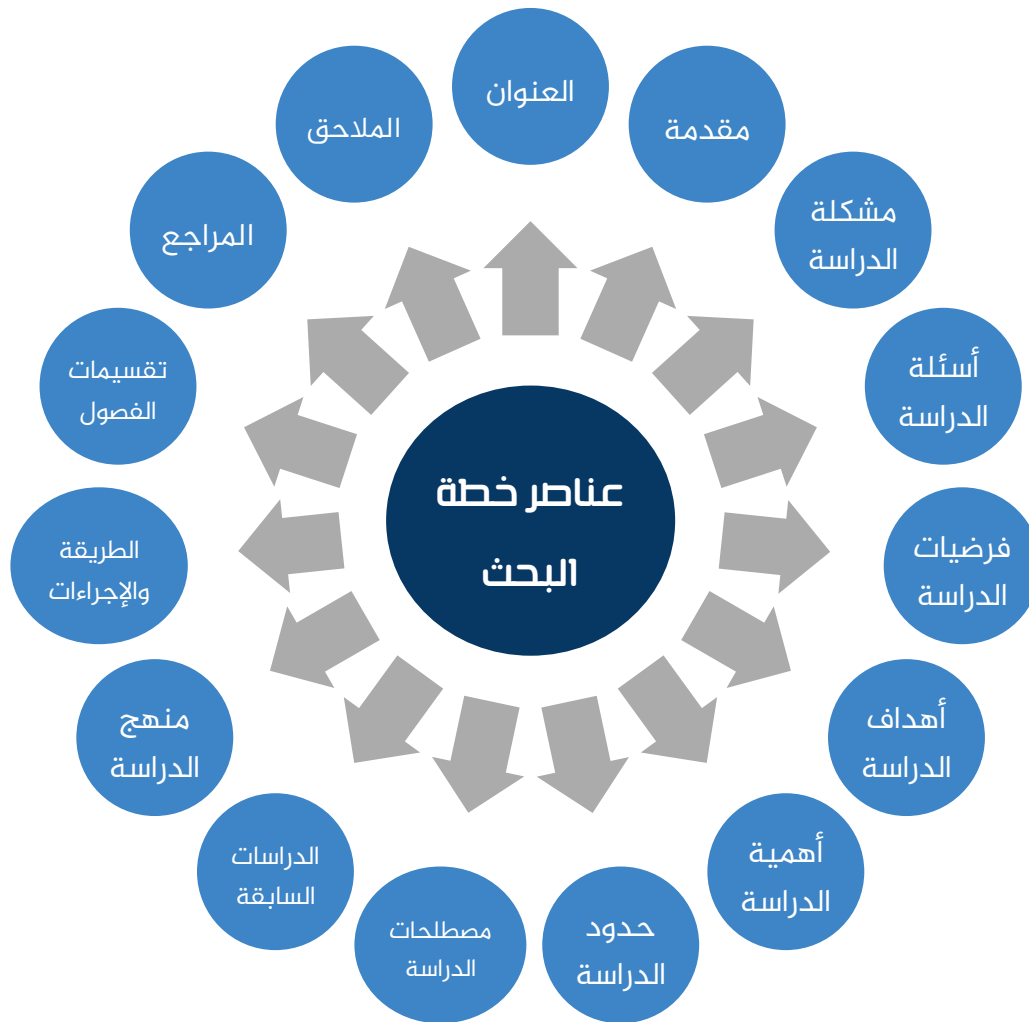 عناصر خطة
البحث
العنوان
مقدمة
مشكلة
الدراسة
أسئلة
الدراسة
فرضيات
الدراسة
أهداف
الدراسة
أهمية
الدراسة
حدود
الدراسة
مصطلحات
الدراسة
الدراسات
السابقة
منهج
الدراسة
الطريقة
والإجراءات
تقسيمات
الفصول
المراجع
الملاحق